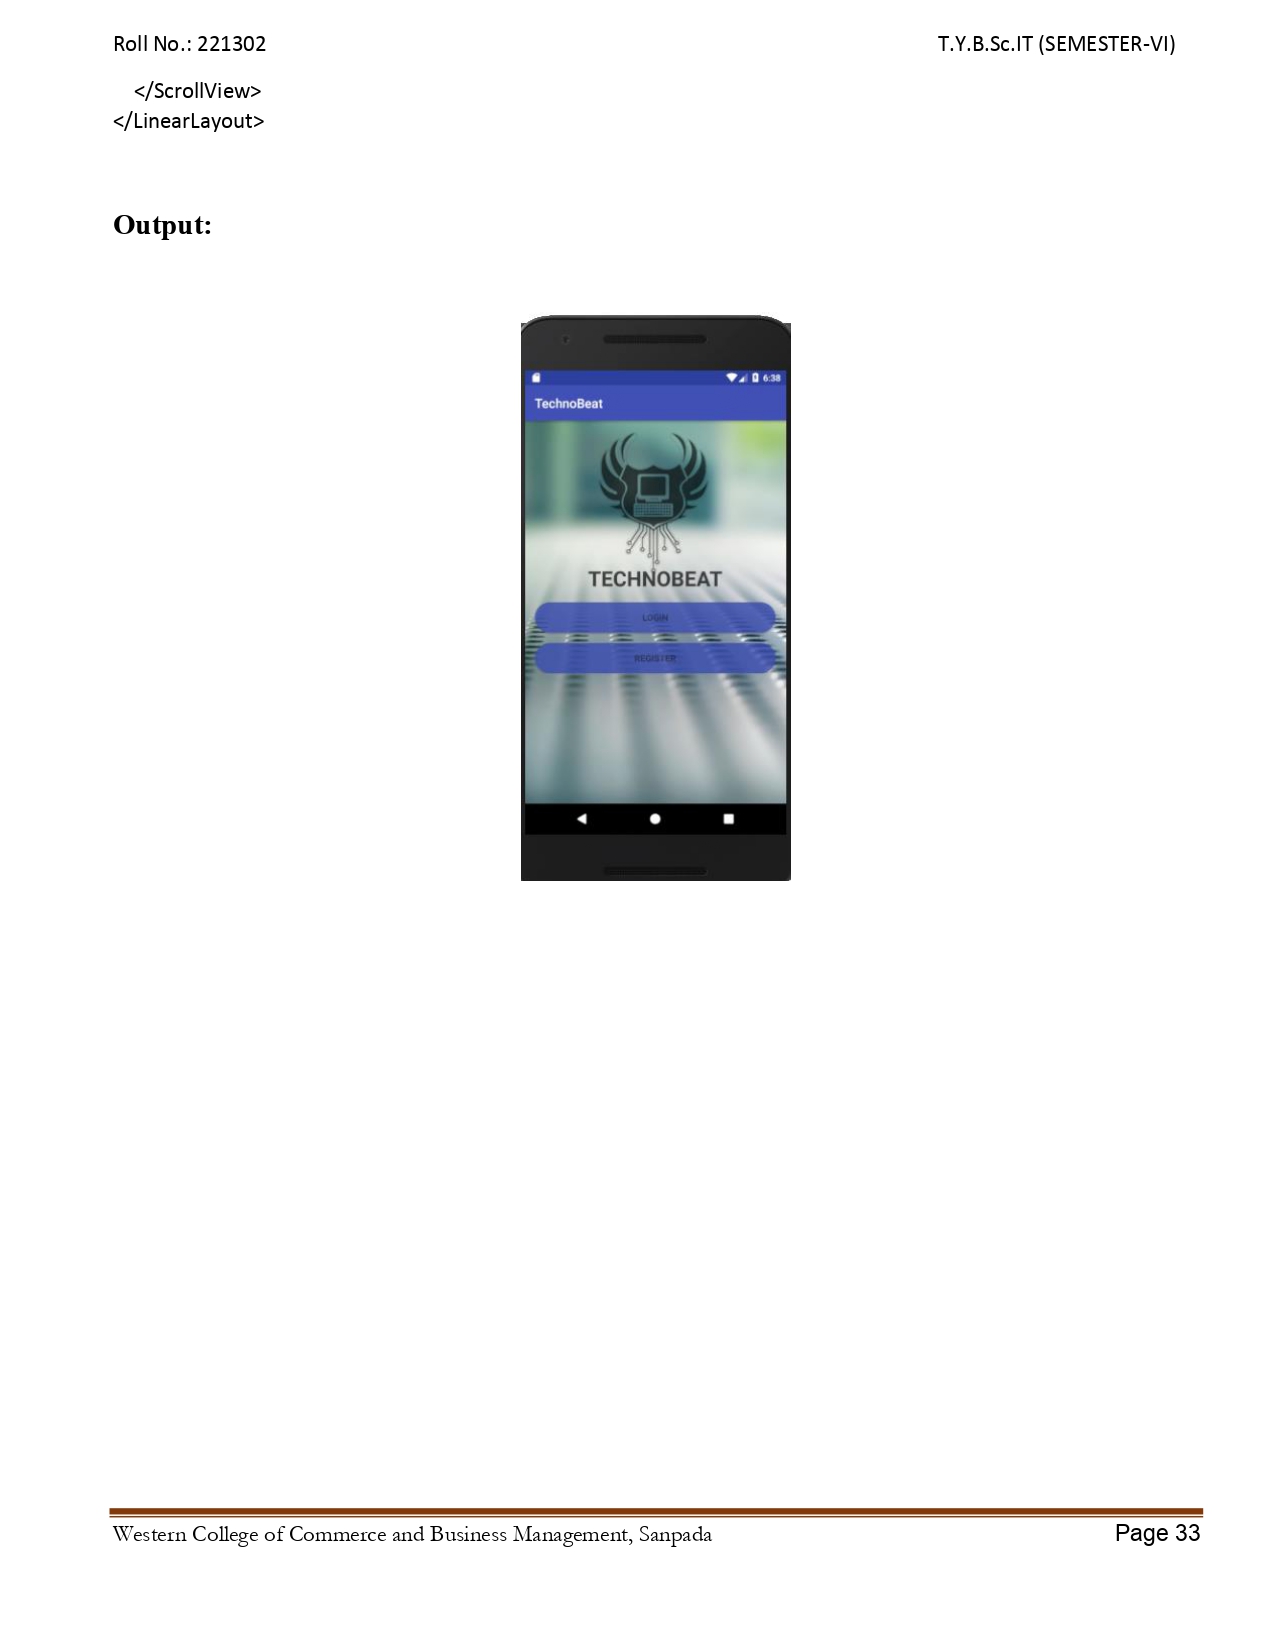 Roll No.: 221302 T.Y.B.Sc.IT (SEMESTER-VI)
</ScrollView>
</LinearLayout>
Output:
6:38
TechnoBeat
TECHNOBEAT
LOGIN
REGISTER
Western College of Commerce and Business Management, Sanpada Page 33